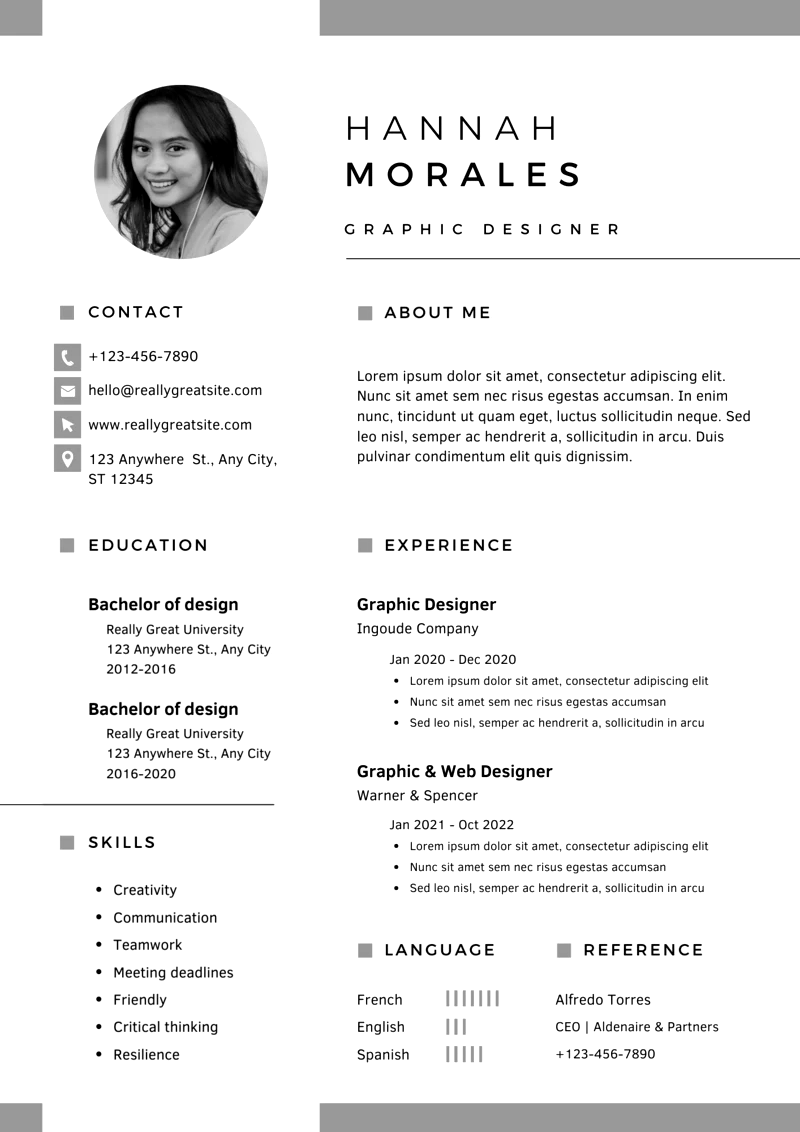 HANNAH
MORALES
GRAPHIC DESIGNER
CONTACT
+123-456-7890
hello@reallygreatsite.com
www.reallygreatsite.com
123 Anywhere  St., Any City,
ST 12345
EDUCATION
Bachelor of design
Really Great University
123 Anywhere St., Any City
2012-2016
Bachelor of design
Really Great University
123 Anywhere St., Any City
2016-2020
SKILLS
• Creativity
• Communication
• Teamwork
• Meeting deadlines
• Friendly
• Critical thinking
• Resilience
ABOUT ME
Lorem ipsum dolor sit amet, consectetur adipiscing elit.
Nunc sit amet sem nec risus egestas accumsan. In enim
nunc, tincidunt ut quam eget, luctus sollicitudin neque. Sed
leo nisl, semper ac hendrerit a, sollicitudin in arcu. Duis
pulvinar condimentum elit quis dignissim.
EXPERIENCE
Graphic Designer
Ingoude Company
Jan 2020 - Dec 2020
• Lorem ipsum dolor sit amet, consectetur adipiscing elit
• Nunc sit amet sem nec risus egestas accumsan
• Sed leo nisl, semper ac hendrerit a, sollicitudin in arcu
Graphic & Web Designer
Warner & Spencer
Jan 2021 - Oct 2022
• Lorem ipsum dolor sit amet, consectetur adipiscing elit
• Nunc sit amet sem nec risus egestas accumsan
• Sed leo nisl, semper ac hendrerit a, sollicitudin in arcu
LANGUAGE
French
English
Spanish
REFERENCE
Alfredo Torres
CEO | Aldenaire & Partners
+123-456-7890